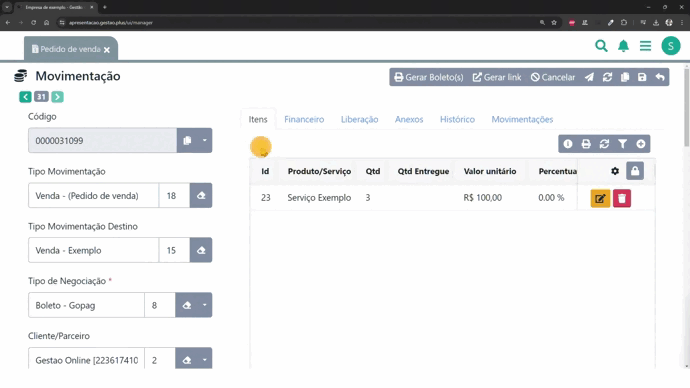 Empresa de exemplo - Gestão
apresentacao.gestao.plus/ui/manager
Pedido de venda
S
Movimentação
Gerar Boleto(s) Gerar link Cancelar
31
Código
0000031099
Tipo Movimentação
Venda - (Pedido de venda) 18
Tipo Movimentação Destino
Venda - Exemplo 15
Tipo de Negociação *
Boleto - Gopag 8
Cliente/Parceiro
Gestao Online [223617410 2
Itens Financeiro Liberação Anexos Histórico Movimentações
Id Produto/Serviço Qtd Qtd Entregue Valor unitário Percentua
23 Serviço Exemplo 3 R$ 100,00 0.00 %